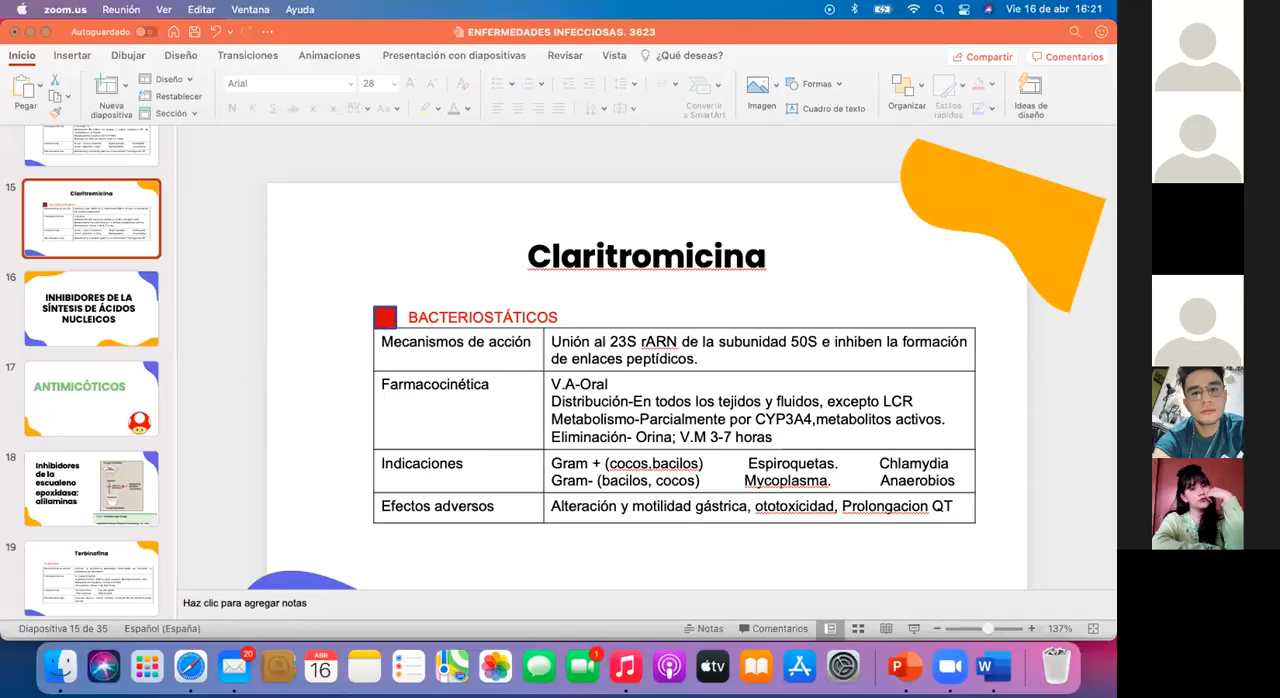 zoom.us Reunión Ver Editar Ventana Ayuda Vie 16 de abr 16:21
Autoguardado ENFERMEDADES INFECCIOSAS. 3623
Inicio Insertar Dibujar Diseño Transiciones Animaciones Presentación con diapositivas Revisar Vista ¿Qué deseas? Compartir Comentarios
Pegar
Nueva
diapositiva
Diseño
Restablecer
Sección
Arial 28
Convertir
a SmartArt
Imagen
Formas
Cuadro de texto
Organizar
Estilos
rápidos
Ideas de
diseño
15
Claritromicina
16
INHIBIDORES DE LA
SÍNTESIS DE ÁCIDOS
NUCLEICOS
17
ANTIMICÓTICOS
18
Inhibidores
de la
escualeno
epoxidasa:
alilaminas
19
Terbinafina
Claritromicina
BACTERIOSTÁTICOS
Mecanismos de acción Unión al 23S rARN de la subunidad 50S e inhiben la formación
de enlaces peptídicos.
Farmacocinética V.A-Oral
Distribución-En todos los tejidos y fluidos, excepto LCR
Metabolismo-Parcialmente por CYP3A4,metabolitos activos.
Eliminación- Orina; V.M 3-7 horas
Indicaciones Gram + (cocos,bacilos) Espiroquetas. Chlamydia
Gram- (bacilos, cocos) Mycoplasma. Anaerobios
Efectos adversos Alteración y motilidad gástrica, ototoxicidad, Prolongacion QT
Haz clic para agregar notas
Diapositiva 15 de 35 Español (España) Notas Comentarios 137%
20
ABR
16
1
tv
P
W